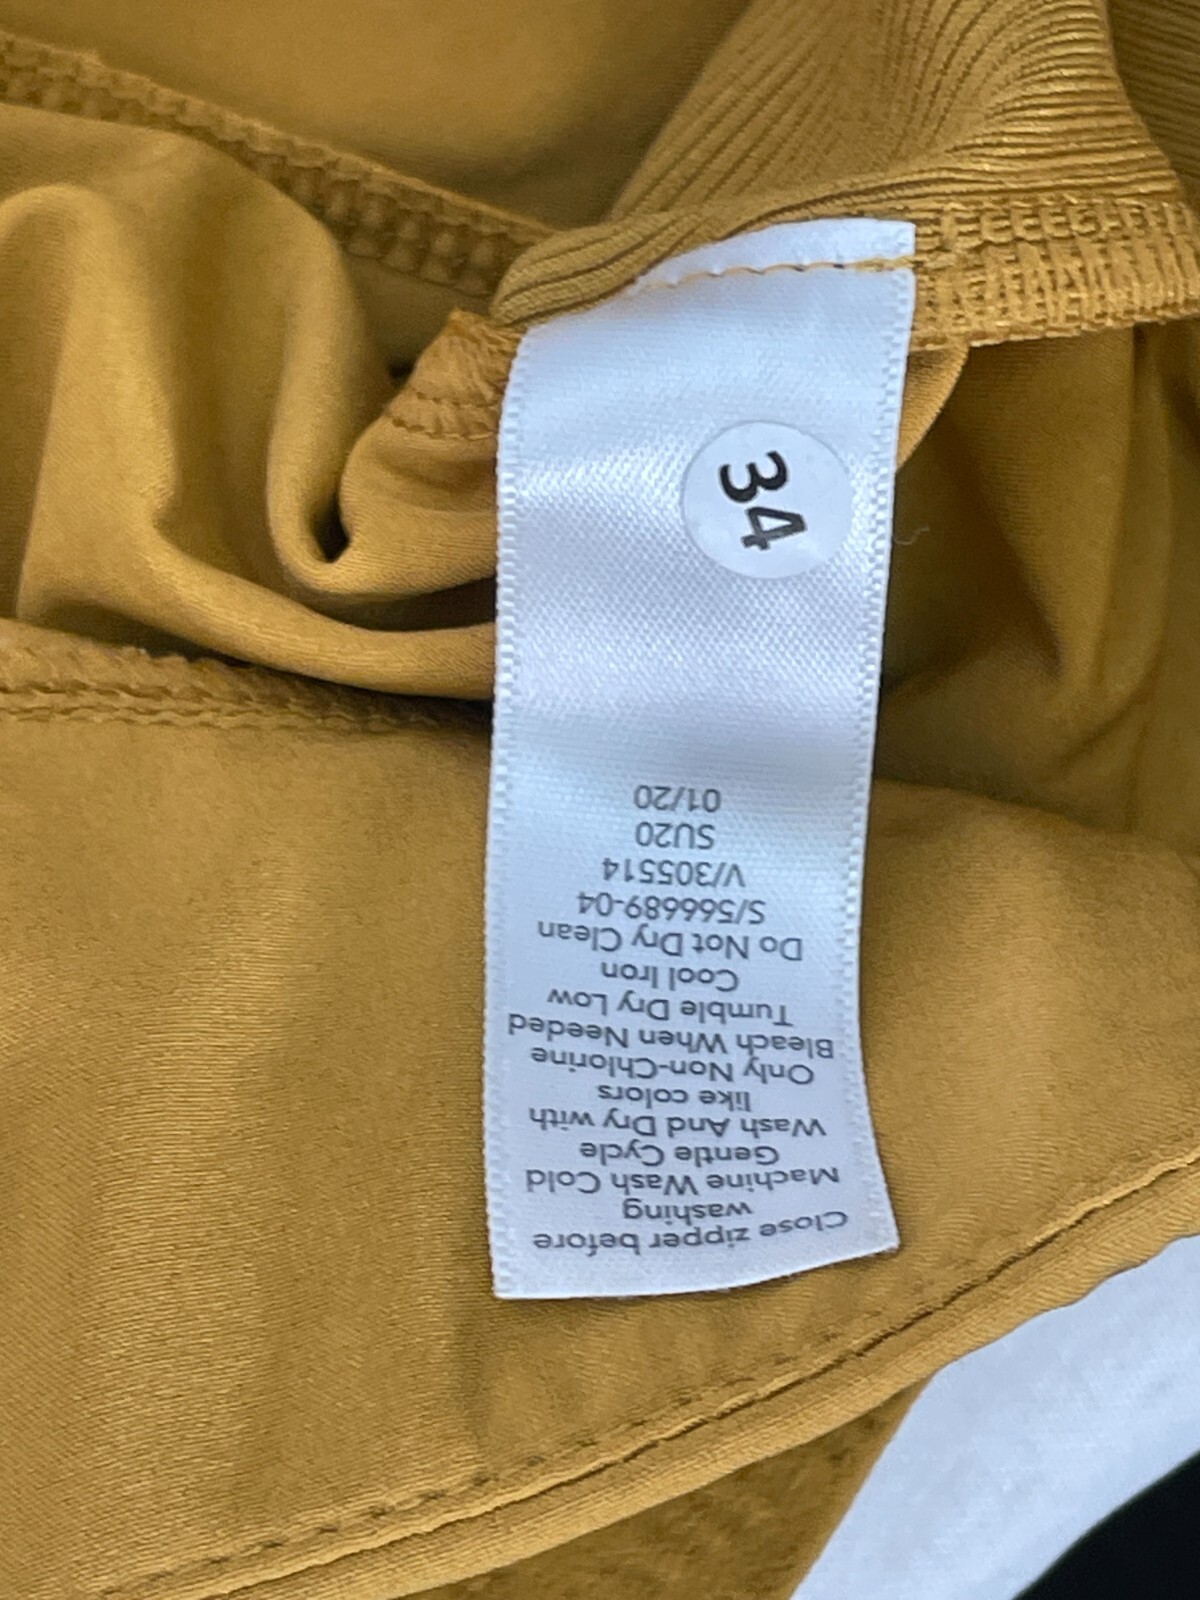 Close zipper before
washing
Machine Wash Cold
Gentle Cycle
Wash And Dry with
like colors
Only Non-Chlorine
Bleach When Needed
Tumble Dry Low
Cool Iron
Do Not Dry Clean
S/566689-04
V/305514
SU20
01/20
34